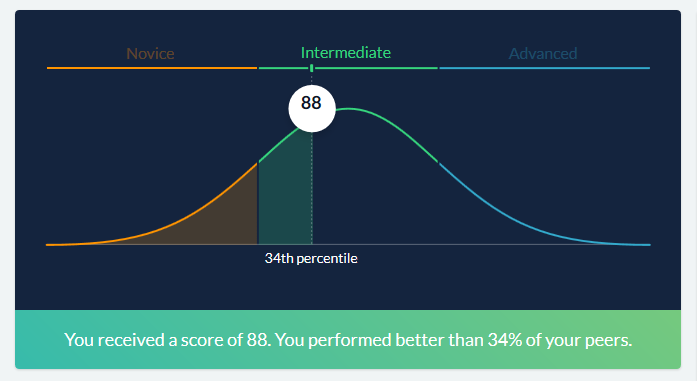 Novice Intermediate Advanced
88
34th percentile
You received a score of 88. You performed better than 34% of your peers.